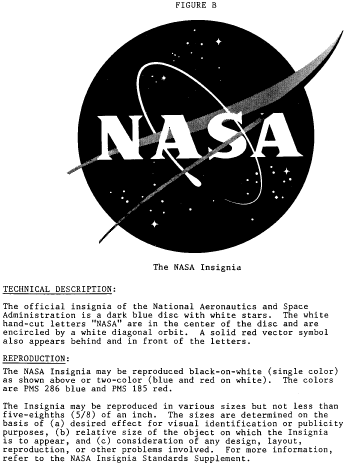 FIGURE B
NASA
The NASA Insignia
TECHNICAL DESCRIPTION:
The official insignia of the National Aeronautics and Space
Administration is a dark blue disc with white stars. The white
hand-cut letters "NASA" are in the center of the disc and are
encircled by a white diagonal orbit. A solid red vector symbol
also appears behind and in front of the letters.
REPRODUCTION:
The NASA Insignia may be reproduced black-on-white (single color)
as shown above or two-color (blue and red on white). The colors
are PMS 286 blue and PMS 185 red.
The Insignia may be reproduced in various sizes but not less than
five-eighths (5/8) of an inch. The sizes are determined on the
basis of (a) desired effect for visual identification or publicity
purposes, (b) relative size of the object on which the Insignia
is to appear, and (c) consideration of any design, layout,
reproduction, or other problems involved. For more information,
refer to the NASA Insignia Standards Supplement.